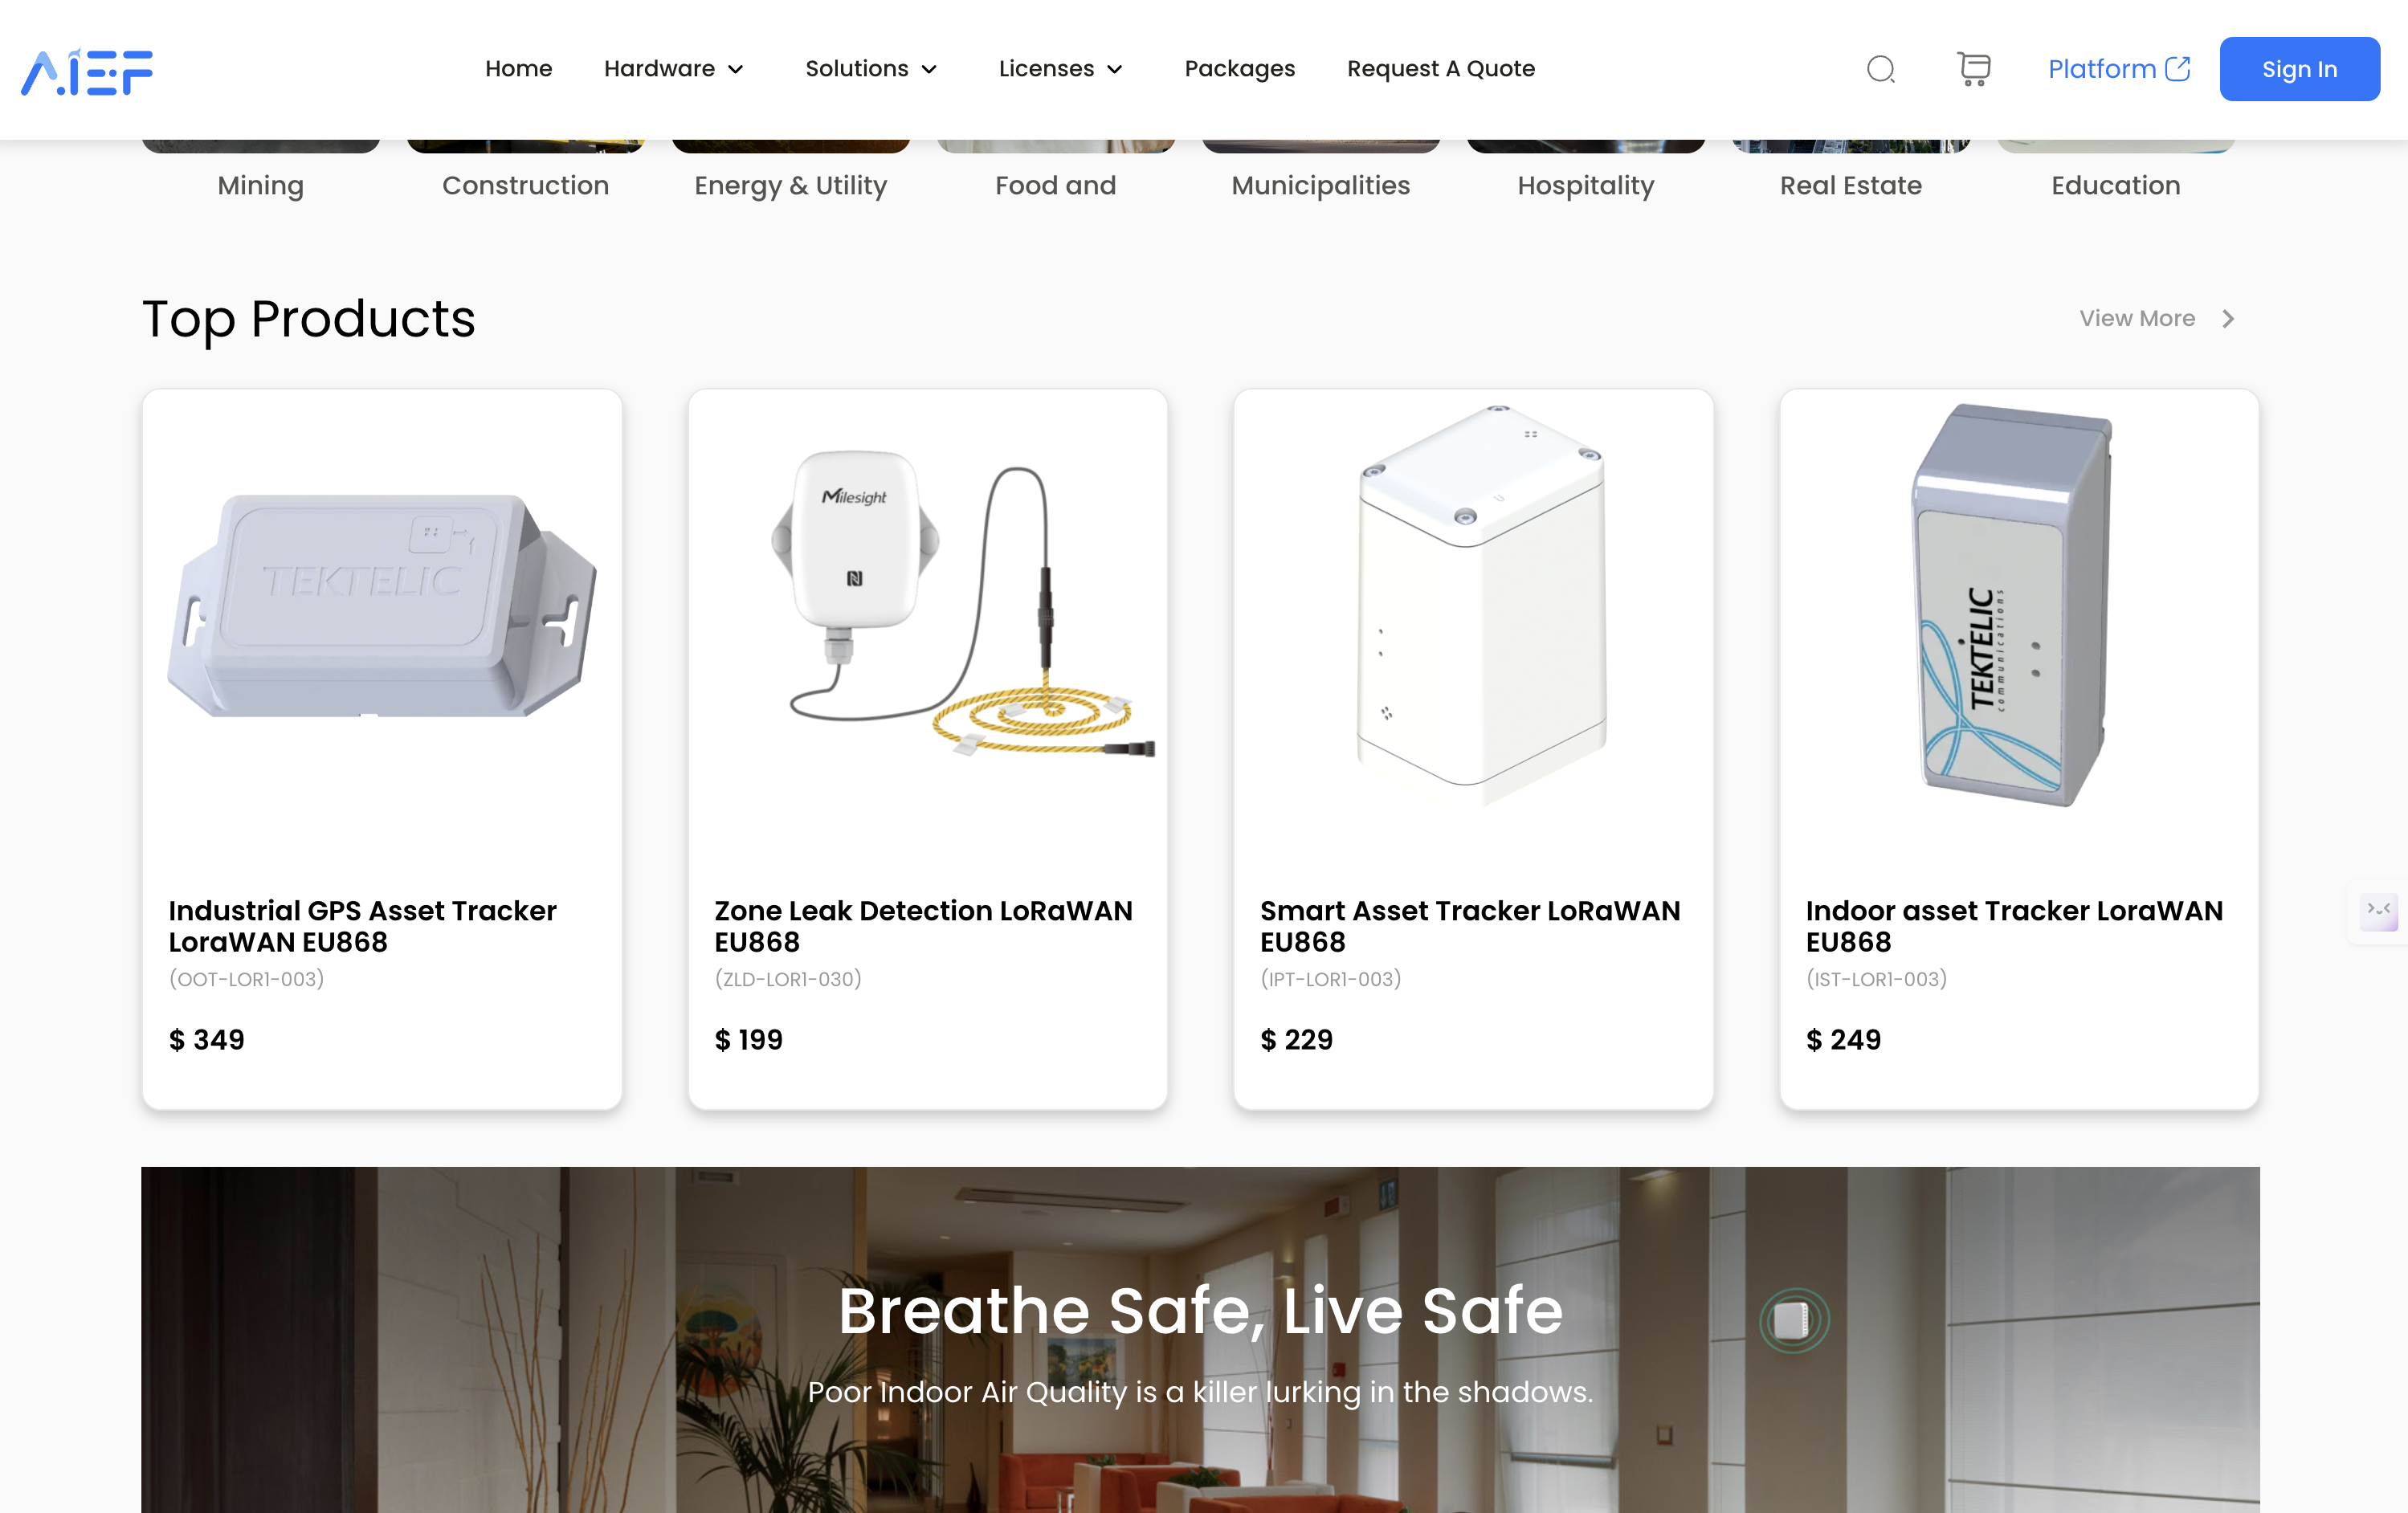 AIEF
Home
Hardware
Solutions
Licenses
Packages
Request A Quote
Platform
Sign In
Mining
Construction
Energy & Utility
Food and
Municipalities
Hospitality
Real Estate
Education
Top Products
View More
TEKTELIC
Milesight
TEKTELIC
communications
Industrial GPS Asset Tracker
LoraWAN EU868
(OOT-LOR1-003)
$ 349
Zone Leak Detection LoRaWAN
EU868
(ZLD-LOR1-030)
$ 199
Smart Asset Tracker LoRaWAN
EU868
(IPT-LOR1-003)
$ 229
Indoor asset Tracker LoraWAN
EU868
(IST-LOR1-003)
$ 249
Breathe Safe, Live Safe
Poor Indoor Air Quality is a killer lurking in the shadows.